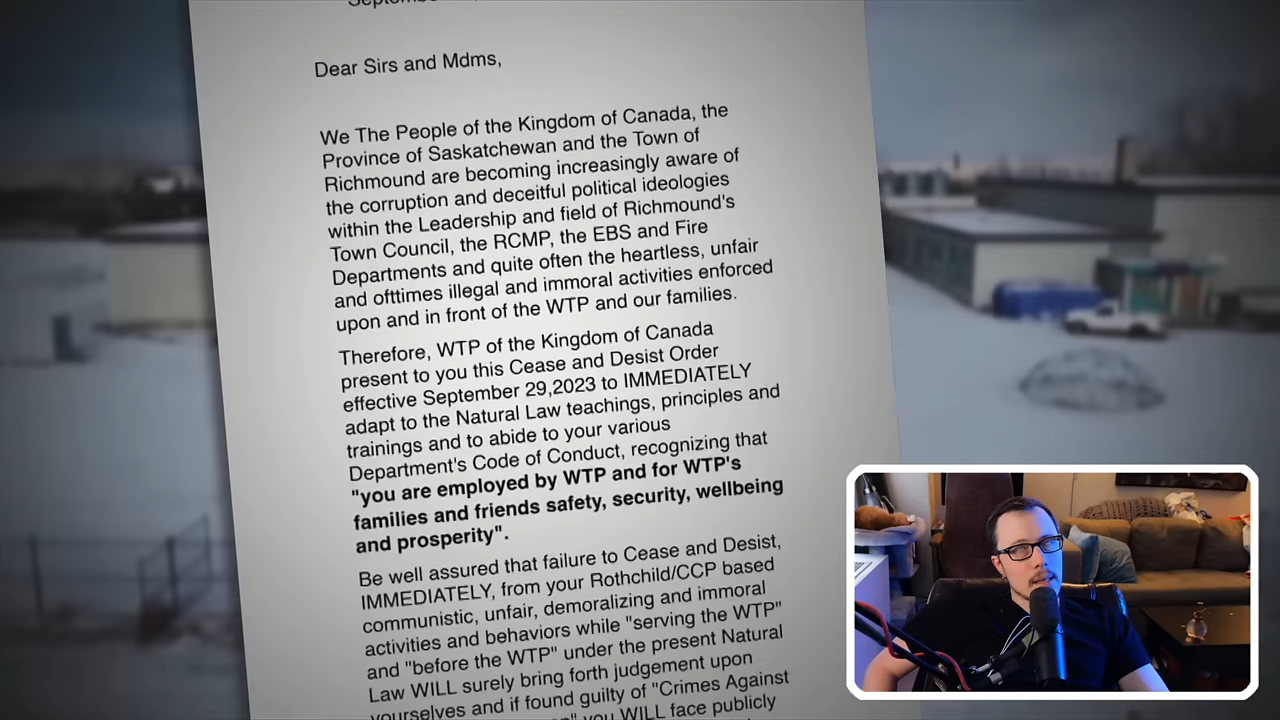 Dear Sirs and Mdms,
We The People of the Kingdom of Canada, the
Province of Saskatchewan and the Town of
Richmound are becoming increasingly aware of
the corruption and deceitful political ideologies
within the Leadership and field of Richmound's
Town Council, the RCMP, the EBS and Fire
Departments and quite often the heartless, unfair
and ofttimes illegal and immoral activities enforced
upon and in front of the WTP and our families.
Therefore, WTP of the Kingdom of Canada
present to you this Cease and Desist Order
effective September 29,2023 to IMMEDIATELY
adapt to the Natural Law teachings, principles and
trainings and to abide to your various
Department's Code of Conduct, recognizing that
"you are employed by WTP and for WTP's
families and friends safety, security, wellbeing
and prosperity".
Be well assured that failure to Cease and Desist,
IMMEDIATELY, from your Rothchild/CCP based
communistic, unfair, demoralizing and immoral
activities and behaviors while "serving the WTP"
and "before the WTP" under the present Natural
Law WILL surely bring forth judgement upon
yourselves and if found guilty of "Crimes Against
you WILL face publicly